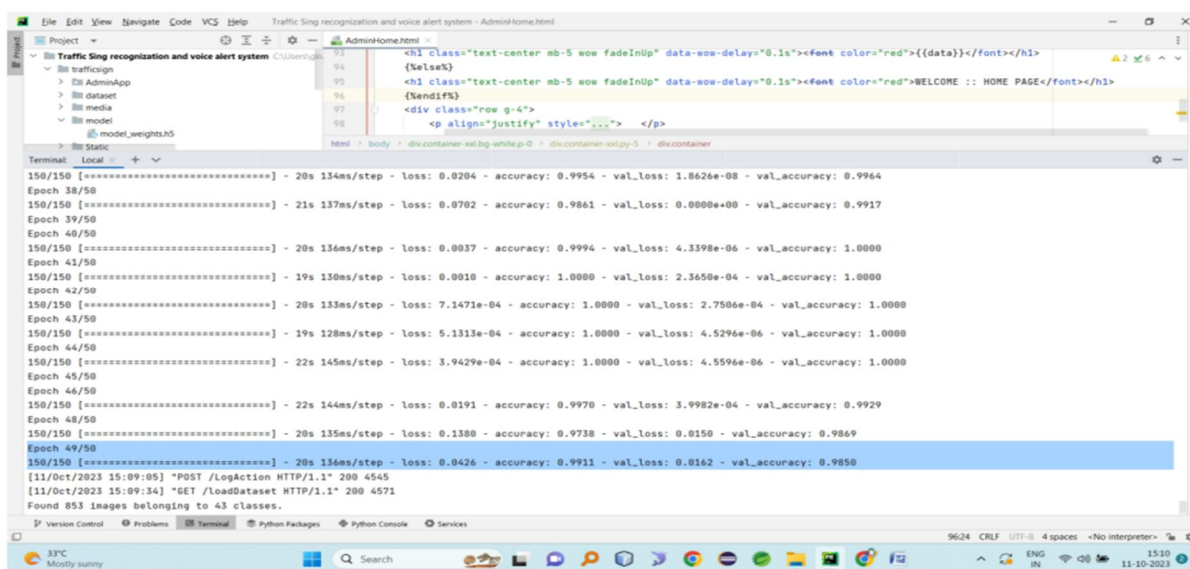 File Edit View Navigate Code VCS Help Traffic Sing recognition and voice alert system - AdminHome.html
Project
AdminHome.html
Traffic Sing recognition and voice alert system
trafficsign
AdminApp
dataset
media
model
model_weights.h5
Static
93 <h1 class="text-center mb-5 wow fadeInUp" data-wow-delay="0.1s"><font color="red">{{data}}</font></h1>
94 {%else%}
95 <h1 class="text-center mb-5 wow fadeInUp" data-wow-delay="0.1s"><font color="red">WELCOME :: HOME PAGE</font></h1>
96 {%endif%}
97 <div class="row g-4">
98 <p align="justify" style="..."> </p>
2 6
html › body › div.container-xxl.bg-white.p-0 › div.container-xxl.py-5 › div.container
Terminal: Local × +
150/150 [==============================] - 20s 134ms/step - loss: 0.0204 - accuracy: 0.9954 - val_loss: 1.8626e-08 - val_accuracy: 0.9964
Epoch 38/50
150/150 [==============================] - 21s 137ms/step - loss: 0.0702 - accuracy: 0.9861 - val_loss: 0.0000e+00 - val_accuracy: 0.9917
Epoch 39/50
Epoch 40/50
150/150 [==============================] - 20s 136ms/step - loss: 0.0037 - accuracy: 0.9994 - val_loss: 4.3398e-06 - val_accuracy: 1.0000
Epoch 41/50
150/150 [==============================] - 19s 130ms/step - loss: 0.0010 - accuracy: 1.0000 - val_loss: 2.3650e-04 - val_accuracy: 1.0000
Epoch 42/50
150/150 [==============================] - 20s 133ms/step - loss: 7.1471e-04 - accuracy: 1.0000 - val_loss: 2.7506e-04 - val_accuracy: 1.0000
Epoch 43/50
150/150 [==============================] - 19s 128ms/step - loss: 5.1313e-04 - accuracy: 1.0000 - val_loss: 4.5296e-06 - val_accuracy: 1.0000
Epoch 44/50
150/150 [==============================] - 22s 145ms/step - loss: 3.9429e-04 - accuracy: 1.0000 - val_loss: 4.5596e-06 - val_accuracy: 1.0000
Epoch 45/50
Epoch 46/50
150/150 [==============================] - 22s 144ms/step - loss: 0.0191 - accuracy: 0.9970 - val_loss: 3.9982e-04 - val_accuracy: 0.9929
Epoch 48/50
150/150 [==============================] - 20s 135ms/step - loss: 0.1380 - accuracy: 0.9738 - val_loss: 0.0150 - val_accuracy: 0.9869
Epoch 49/50
150/150 [==============================] - 20s 136ms/step - loss: 0.0426 - accuracy: 0.9911 - val_loss: 0.0162 - val_accuracy: 0.9850
[11/Oct/2023 15:09:05] "POST /LogAction HTTP/1.1" 200 4545
[11/Oct/2023 15:09:34] "GET /loadDataset HTTP/1.1" 200 4571
Found 853 images belonging to 43 classes.
Version Control Problems Terminal Python Packages Python Console Services
96:24 CRLF UTF-8 4 spaces <No interpreter>
33°C
Mostly sunny
Search
ENG
IN
15:10
11-10-2023